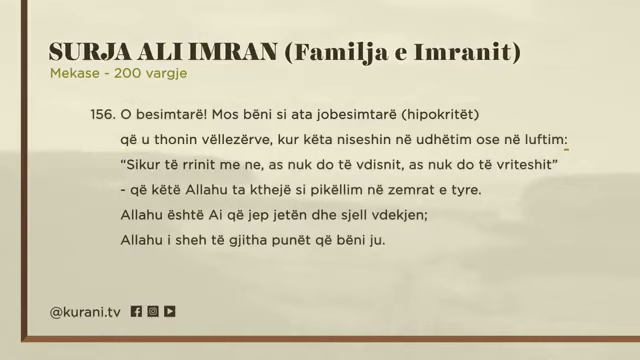 SURJA ALI IMRAN (Familja e Imranit)
Mekase - 200 vargje
156. O besimtarë! Mos bëni si ata jobesimtarë (hipokritët)
që u thonin vëllezërve, kur këta niseshin në udhëtim ose në luftim:
“Sikur të rrinit me ne, as nuk do të vdisnit, as nuk do të vriteshit”
- që këtë Allahu ta kthejë si pikëllim në zemrat e tyre.
Allahu është Ai që jep jetën dhe sjell vdekjen;
Allahu i sheh të gjitha punët që bëni ju.
@kurani.tv